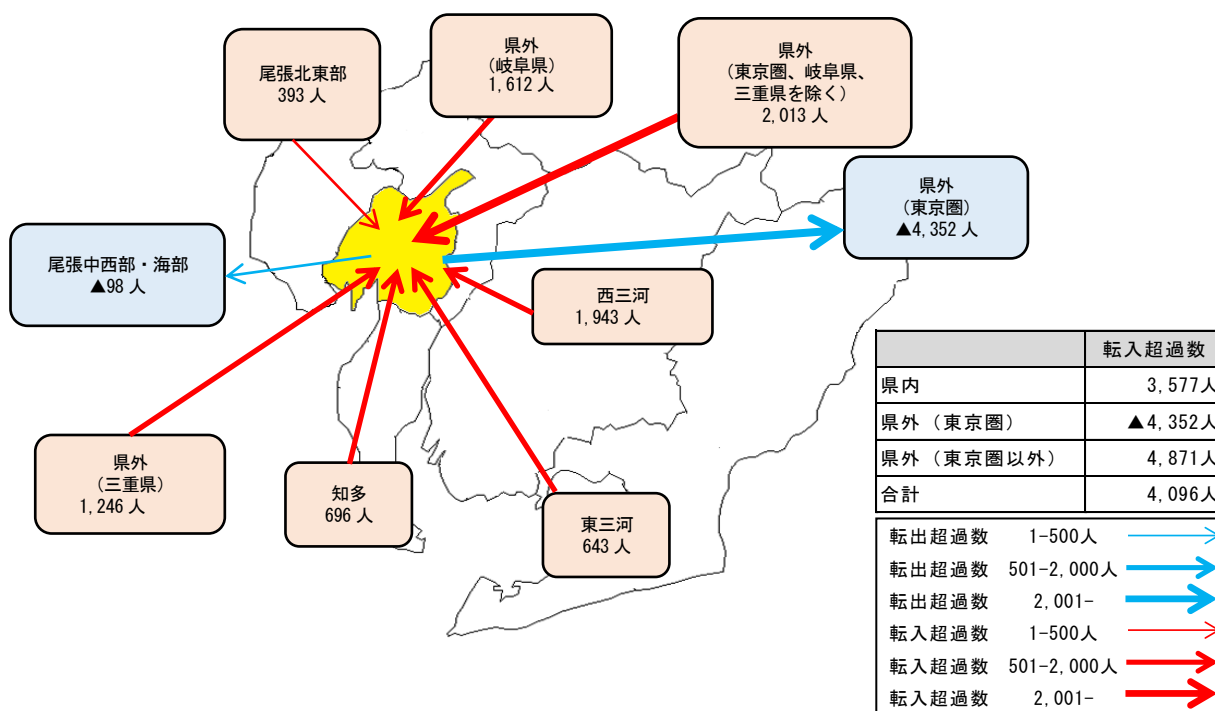 尾張北東部
393 人
県外
(岐阜県)
1,612 人
県外
(東京圏、岐阜県、
三重県を除く)
2,013 人
県外
(東京圏)
▲4,352 人
尾張中西部・海部
▲98 人
西三河
1,943 人
県外
(三重県)
1,246 人
知多
696 人
東三河
643 人
転入超過数
県内 3,577人
県外(東京圏) ▲4,352人
県外(東京圏以外) 4,871人
合計 4,096人
転出超過数 1-500人
転出超過数 501-2,000人
転出超過数 2,001-
転入超過数 1-500人
転入超過数 501-2,000人
転入超過数 2,001-